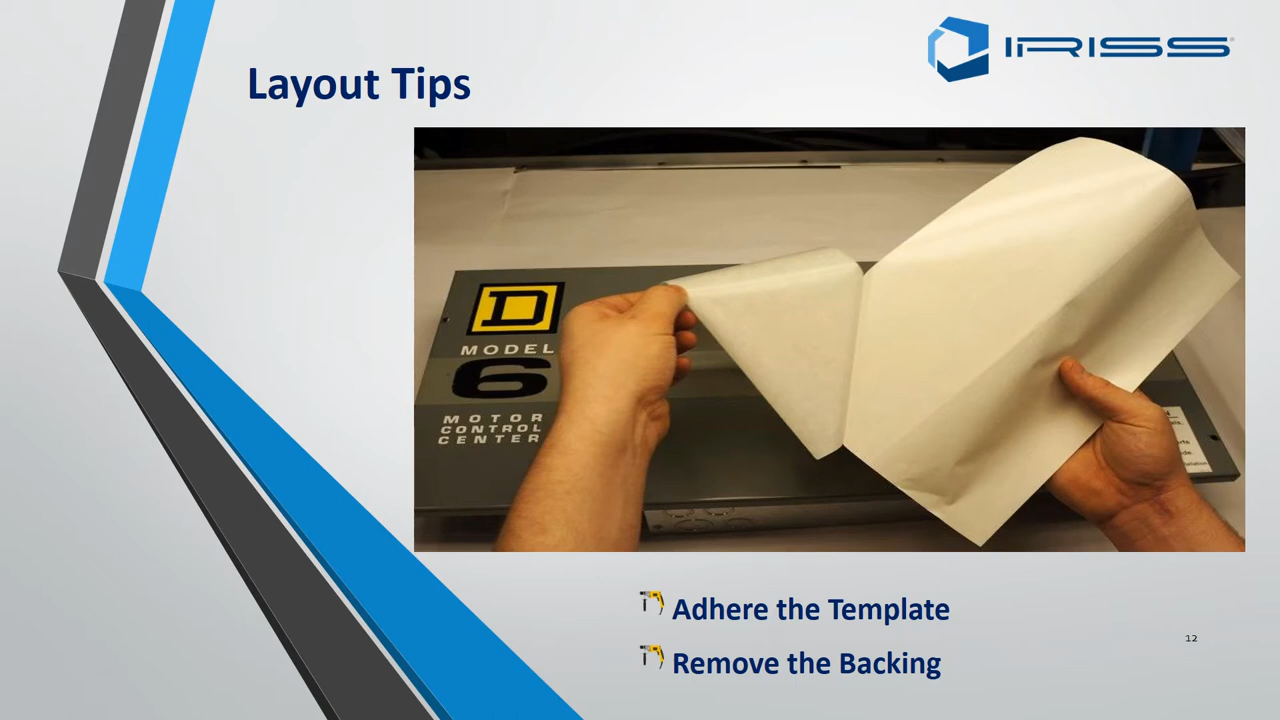 IRISS
Layout Tips
D
MODEL
6
MOTOR
CONTROL
CENTER
Adhere the Template
12
Remove the Backing